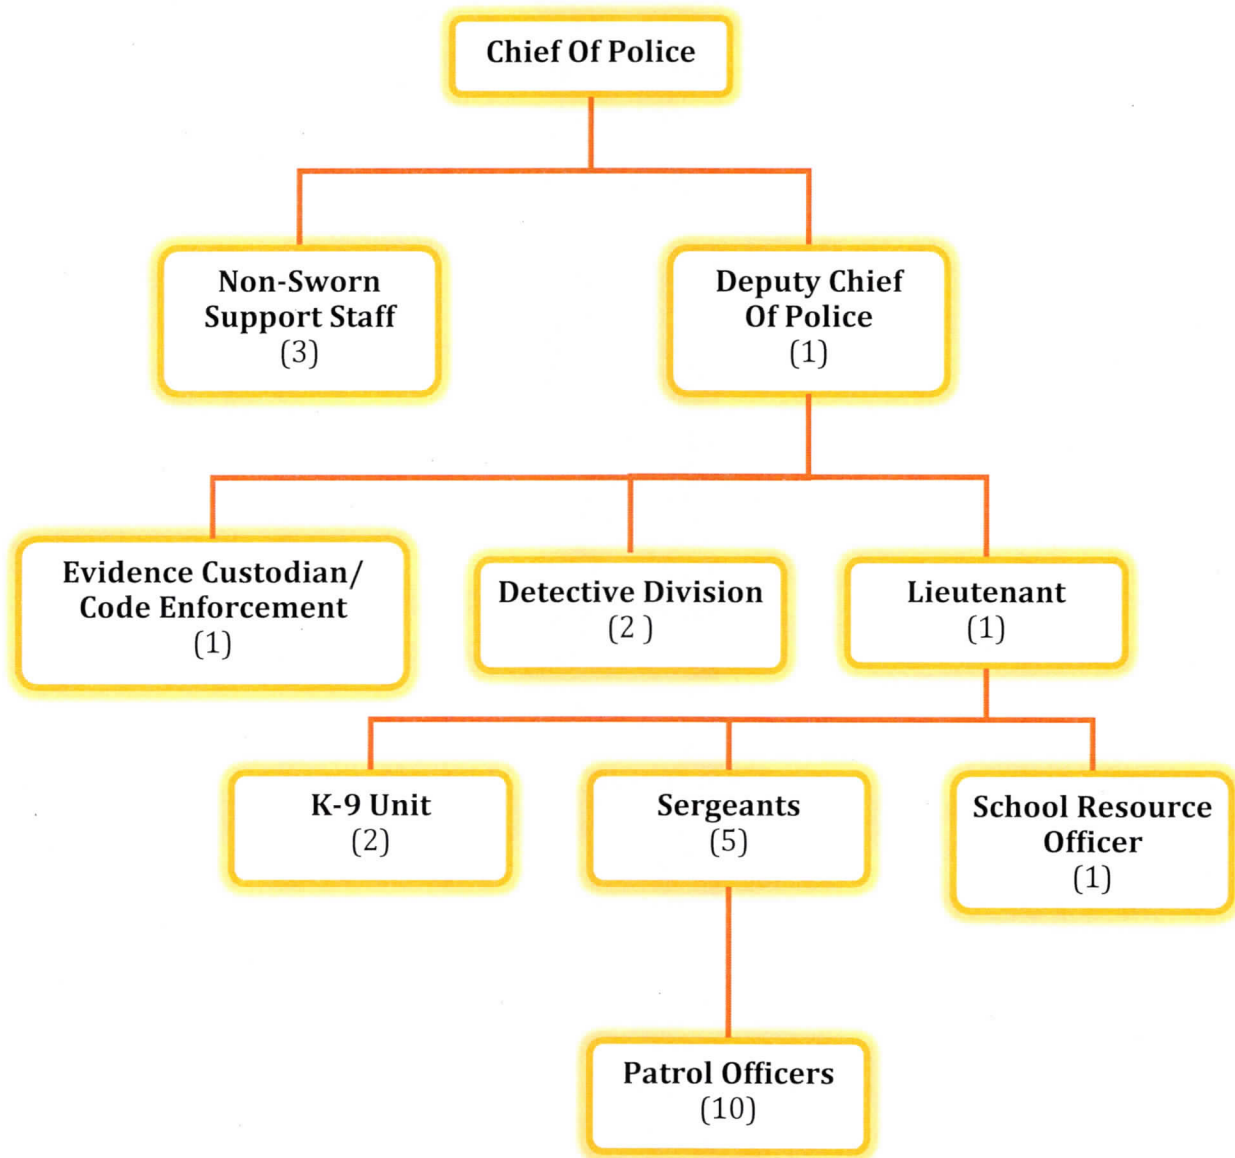 Chief Of Police
Non-Sworn
Support Staff
(3)
Deputy Chief
Of Police
(1)
Evidence Custodian/
Code Enforcement
(1)
Detective Division
(2 )
Lieutenant
(1)
K-9 Unit
(2)
Sergeants
(5)
School Resource
Officer
(1)
Patrol Officers
(10)